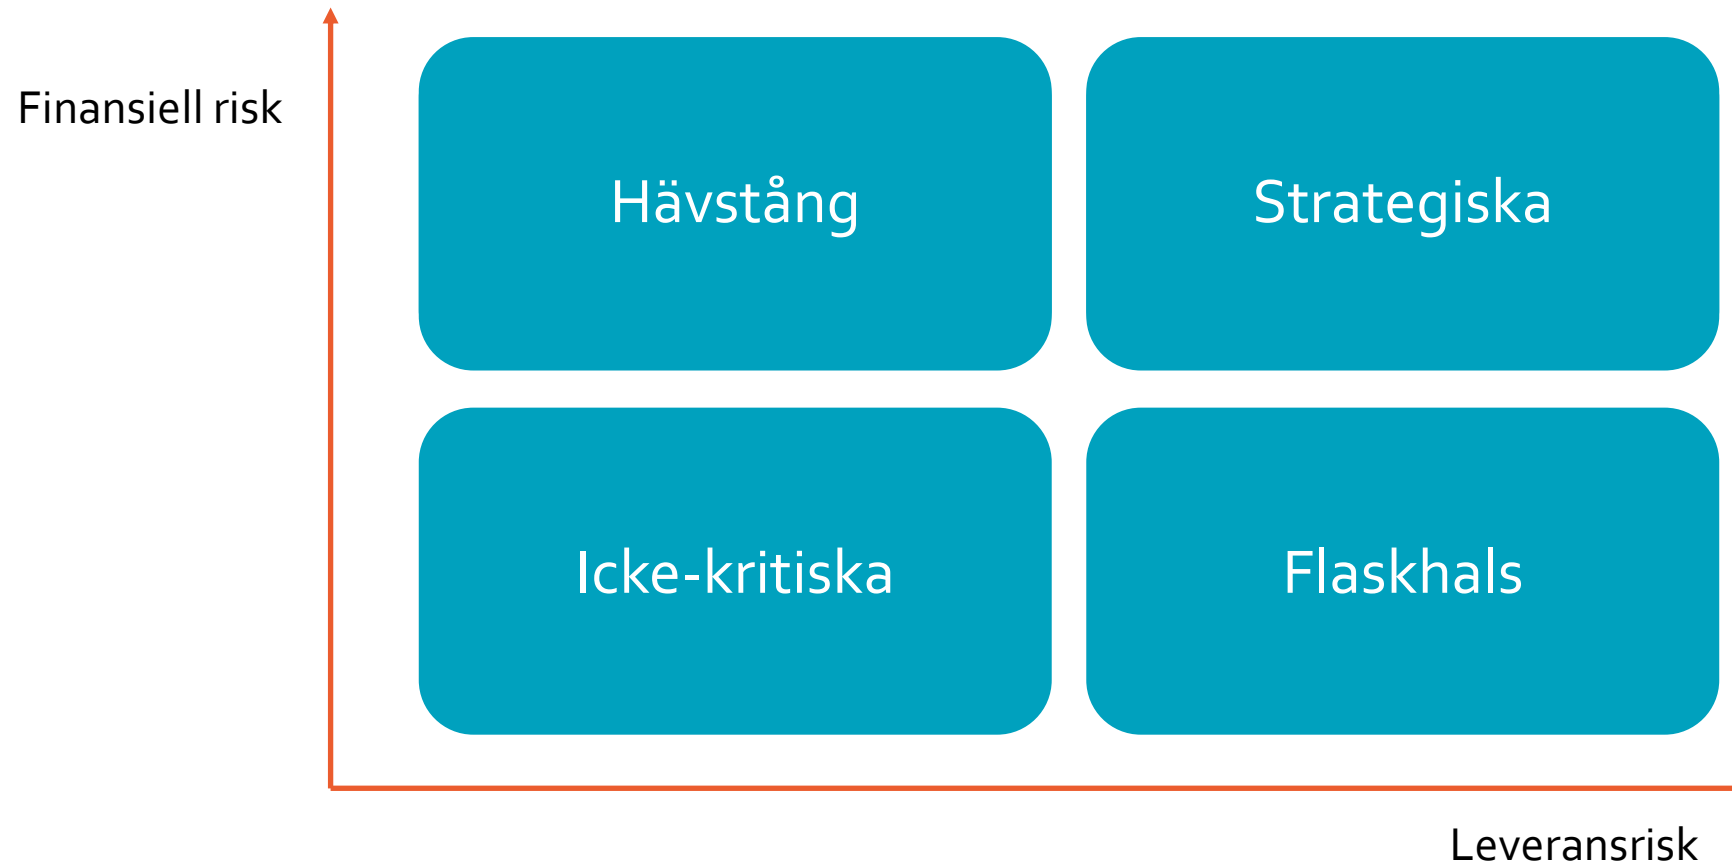 Finansiell risk
Hävstång
Strategiska
Icke-kritiska
Flaskhals
Leveransrisk